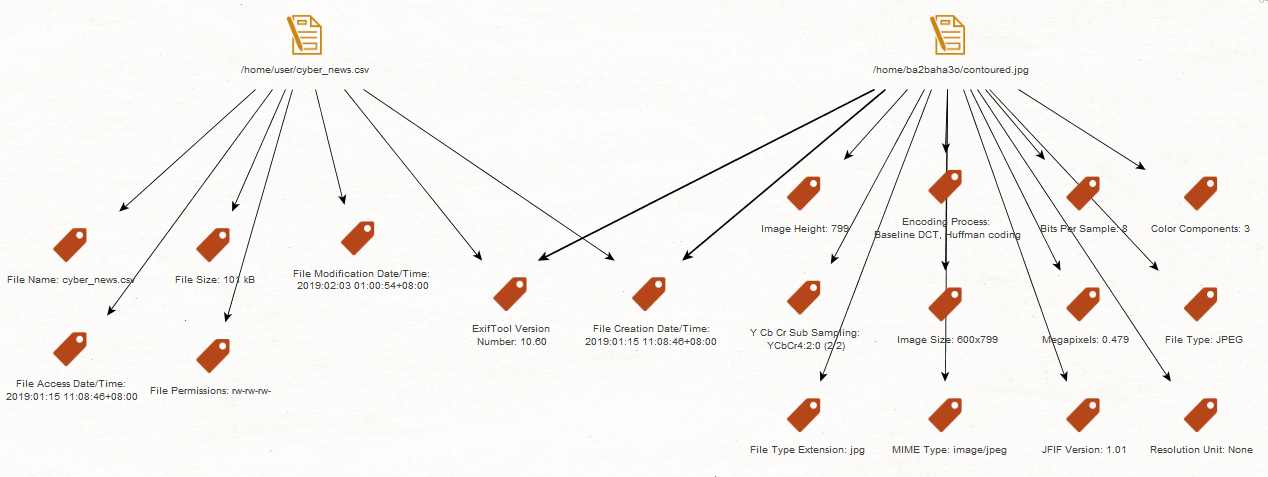 /home/user/cyber_news.csv
/home/ba2baha3o/contoured.jpg
File Name: cyber_news.csv
File Size: 101 kB
File Modification Date/Time:
2019:02:03 01:00:54+08:00
File Access Date/Time:
2019:01:15 11:08:46+08:00
File Permissions: rw-rw-rw-
ExifTool Version
Number: 10.60
File Creation Date/Time:
2019:01:15 11:08:46+08:00
Image Height: 799
Encoding Process:
Baseline DCT, Huffman coding
Bits Per Sample: 8
Color Components: 3
Y Cb Cr Sub Sampling:
YCbCr4:2:0 (2 2)
Image Size: 600x799
Megapixels: 0.479
File Type: JPEG
File Type Extension: jpg
MIME Type: image/jpeg
JFIF Version: 1.01
Resolution Unit: None